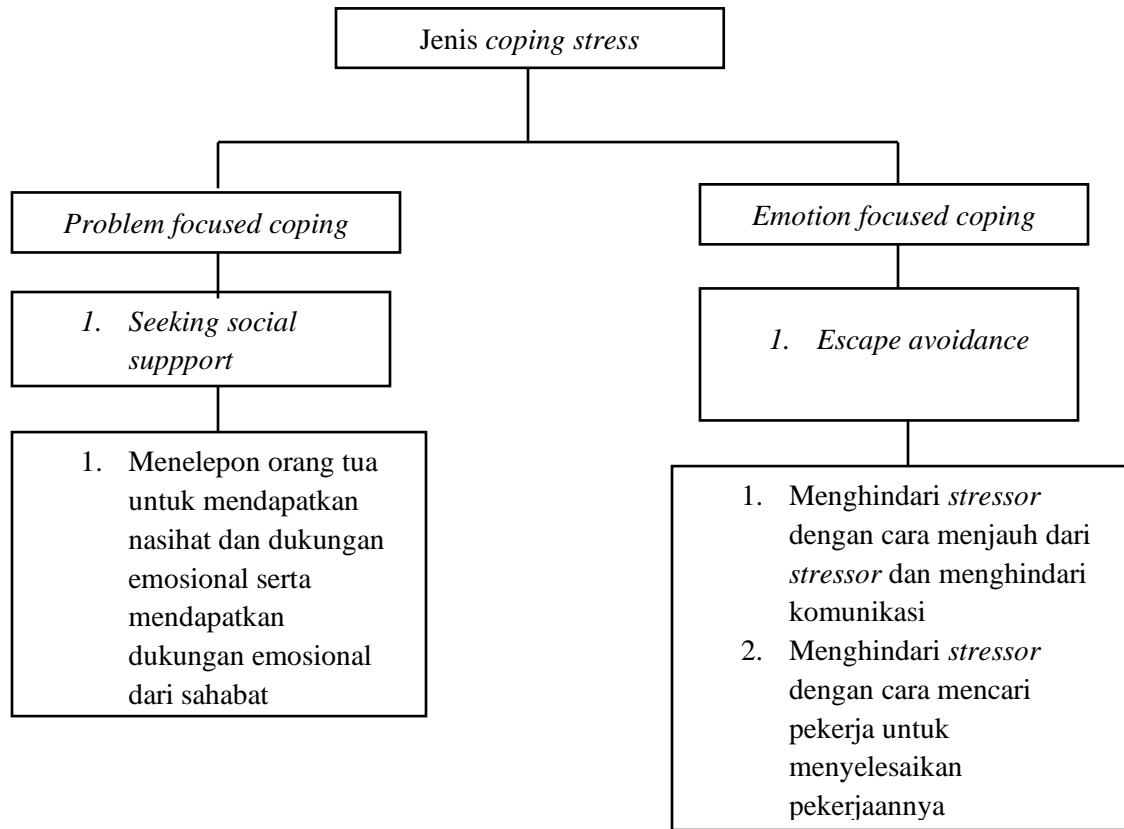 Jenis coping stress
Problem focused coping
1. Seeking social
suppport
1. Menelepon orang tua
untuk mendapatkan
nasihat dan dukungan
emosional serta
mendapatkan
dukungan emosional
dari sahabat
Emotion focused coping
1. Escape avoidance
1. Menghindari stressor
dengan cara menjauh dari
stressor dan menghindari
komunikasi
2. Menghindari stressor
dengan cara mencari
pekerja untuk
menyelesaikan
pekerjaannya